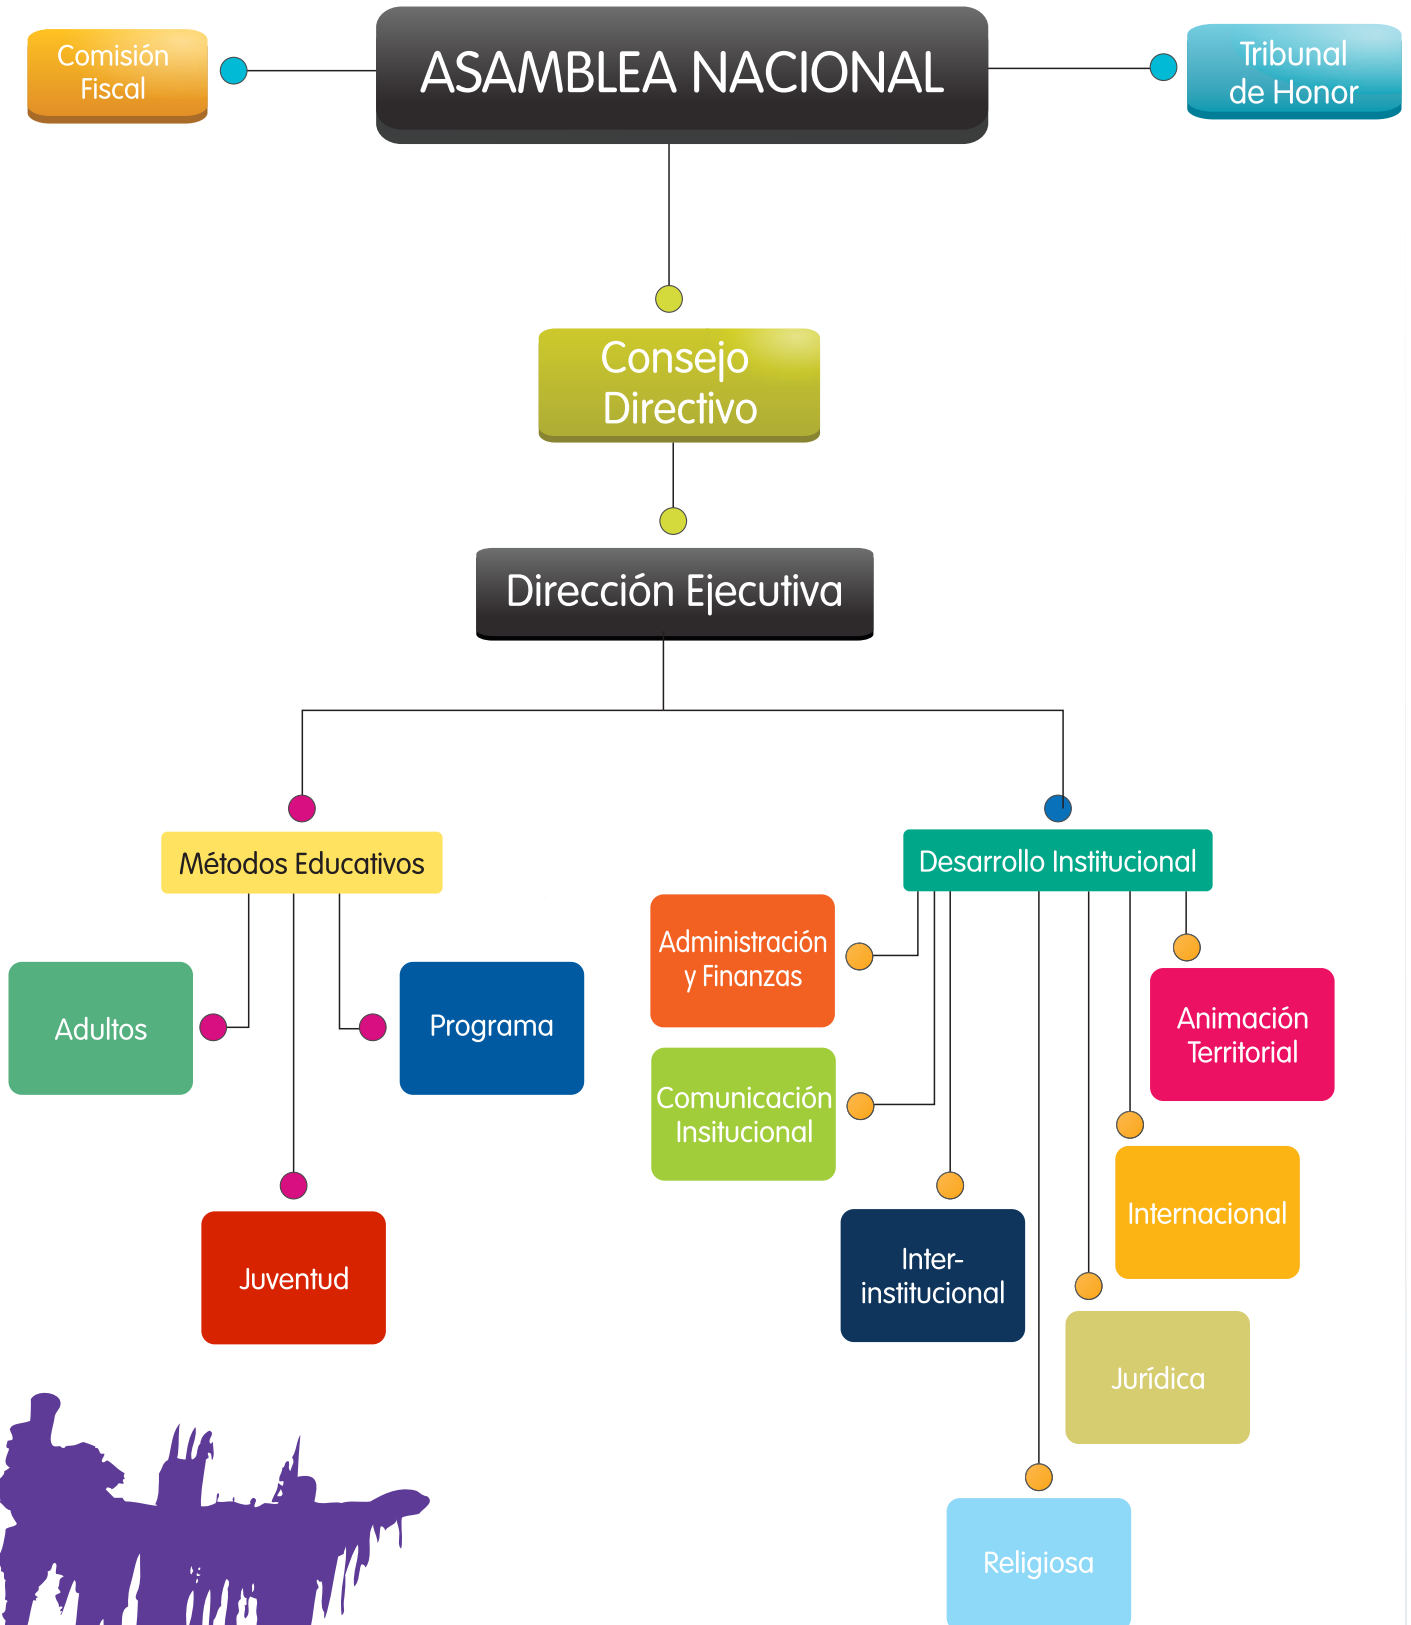 Comisión
Fiscal
ASAMBLEA NACIONAL
Tribunal
de Honor
Consejo
Directivo
Dirección Ejecutiva
Métodos Educativos
Desarrollo Institucional
Adultos
Programa
Juventud
Administración
y Finanzas
Comunicación
Insitucional
Animación
Territorial
Internacional
Inter-
institucional
Jurídica
Religiosa